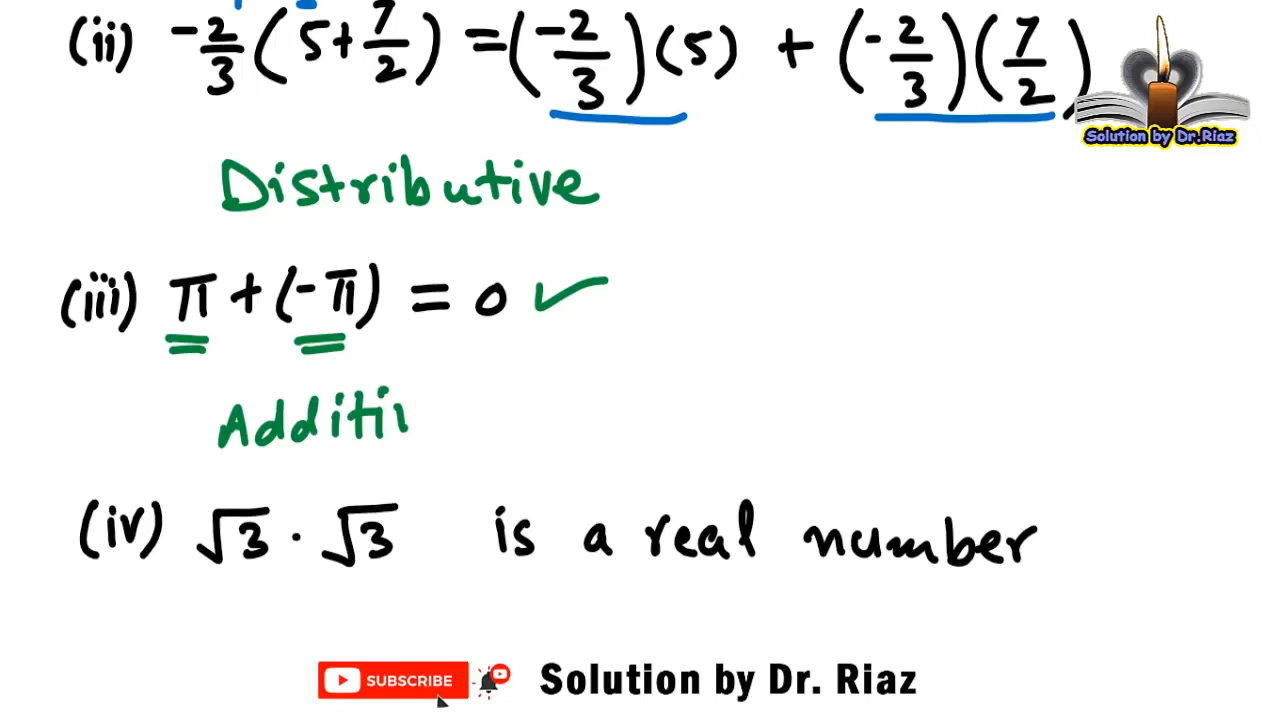 (ii) -2/3 ( 5 + 7/2 ) = ( -2/3 ) (5) + ( -2/3 ) ( 7/2 )
Solution by Dr.Riaz
Distributive
(iii) π + (-π) = 0 ✓
Additi
(iv) √3 · √3 is a real number
SUBSCRIBE Solution by Dr. Riaz